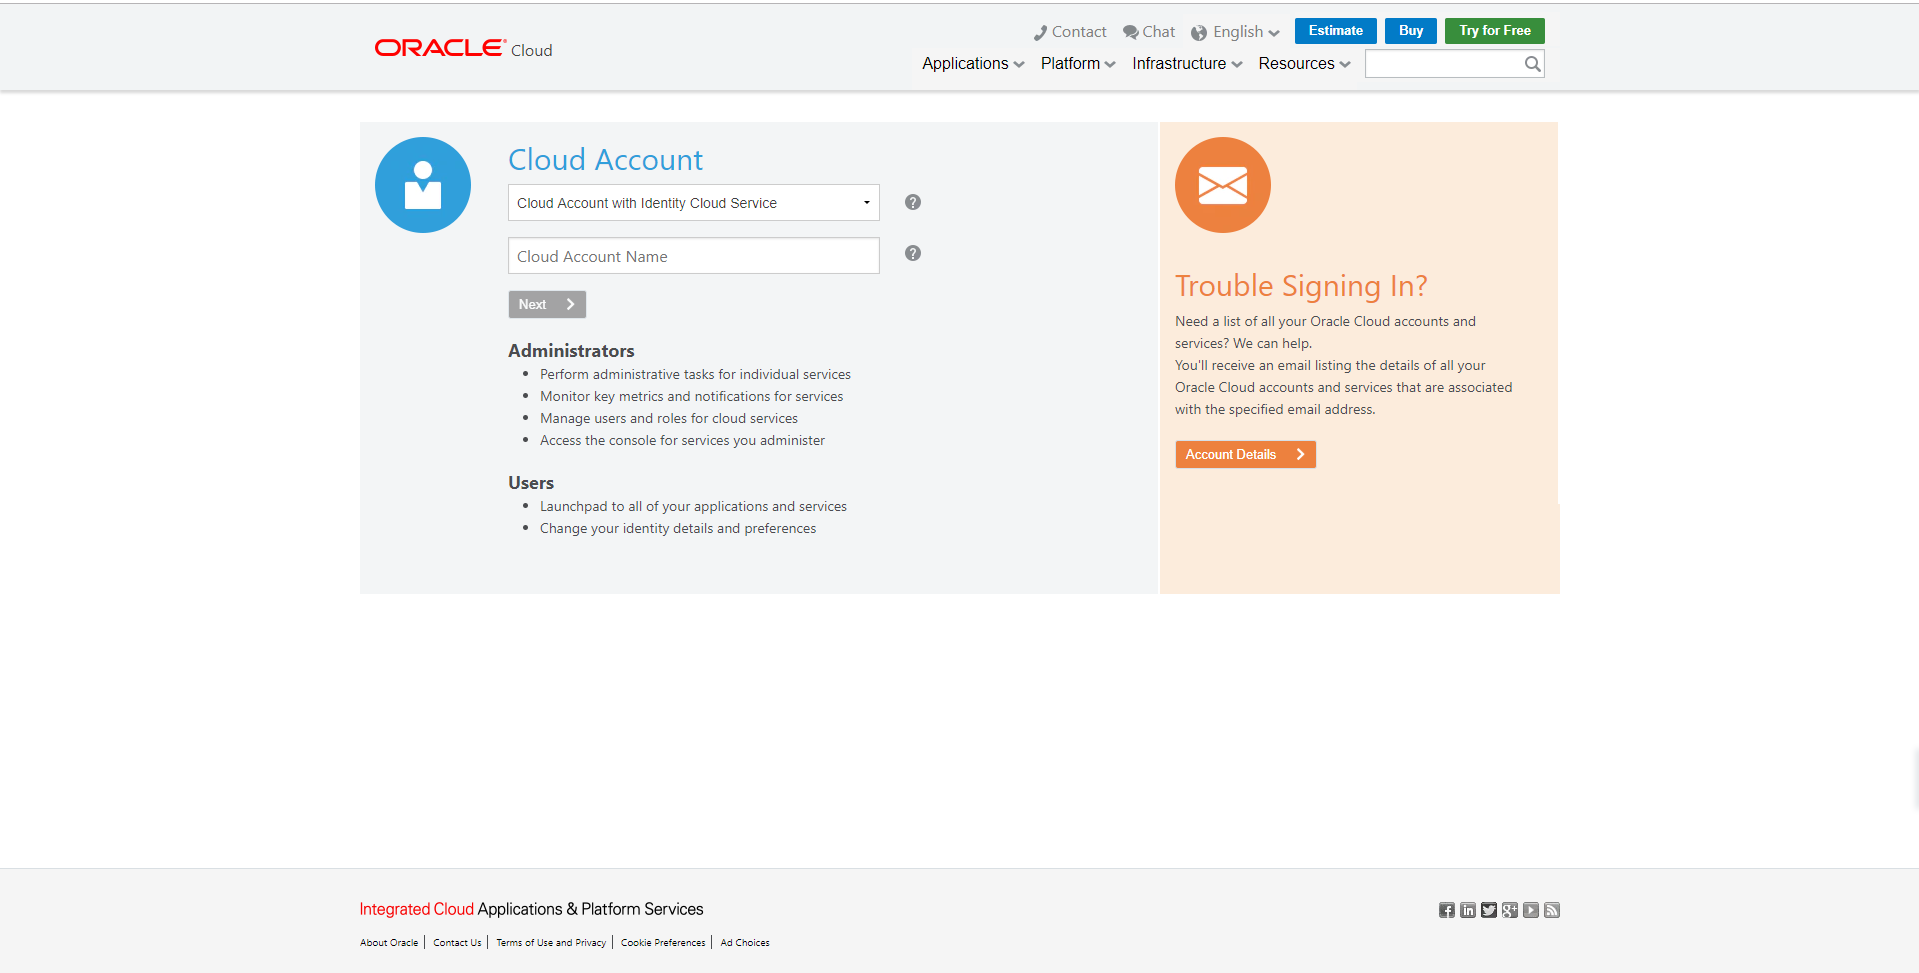 Contact Chat English Estimate Buy Try for Free
ORACLE® Cloud
Applications Platform Infrastructure Resources
Cloud Account
Cloud Account with Identity Cloud Service
?
Cloud Account Name
?
Next
Administrators
• Perform administrative tasks for individual services
• Monitor key metrics and notifications for services
• Manage users and roles for cloud services
• Access the console for services you administer
Users
• Launchpad to all of your applications and services
• Change your identity details and preferences
Trouble Signing In?
Need a list of all your Oracle Cloud accounts and
services? We can help.
You'll receive an email listing the details of all your
Oracle Cloud accounts and services that are associated
with the specified email address.
Account Details
Integrated Cloud Applications & Platform Services
About Oracle | Contact Us | Terms of Use and Privacy | Cookie Preferences | Ad Choices